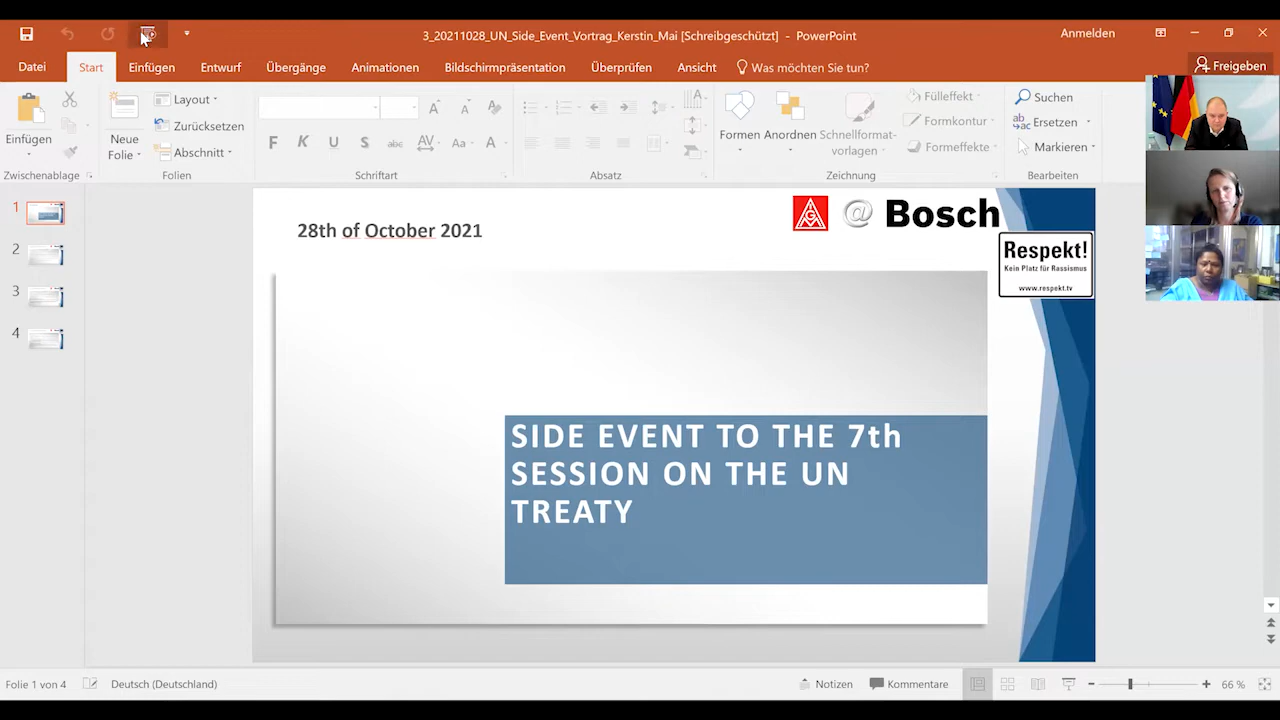 3_20211028_UN_Side_Event_Vortrag_Kerstin_Mai [Schreibgeschützt] - PowerPoint
Anmelden
Datei
Start
Einfügen
Entwurf
Übergänge
Animationen
Bildschirmpräsentation
Überprüfen
Ansicht
Was möchten Sie tun?
Freigeben
Einfügen
Zwischenablage
Neue
Folie
Layout
Zurücksetzen
Abschnitt
Folien
F K U S abc AV Aa A
Schriftart
Absatz
Formen
Anordnen
Schnellformat-
vorlagen
Fülleffekt
Formkontur
Formeffekte
Zeichnung
Suchen
Ersetzen
Markieren
Bearbeiten
1
2
3
4
28th of October 2021
@ Bosch
Respekt!
Kein Platz für Rassismus
www.respekt.tv
SIDE EVENT TO THE 7th
SESSION ON THE UN
TREATY
Folie 1 von 4
Deutsch (Deutschland)
Notizen
Kommentare
66 %